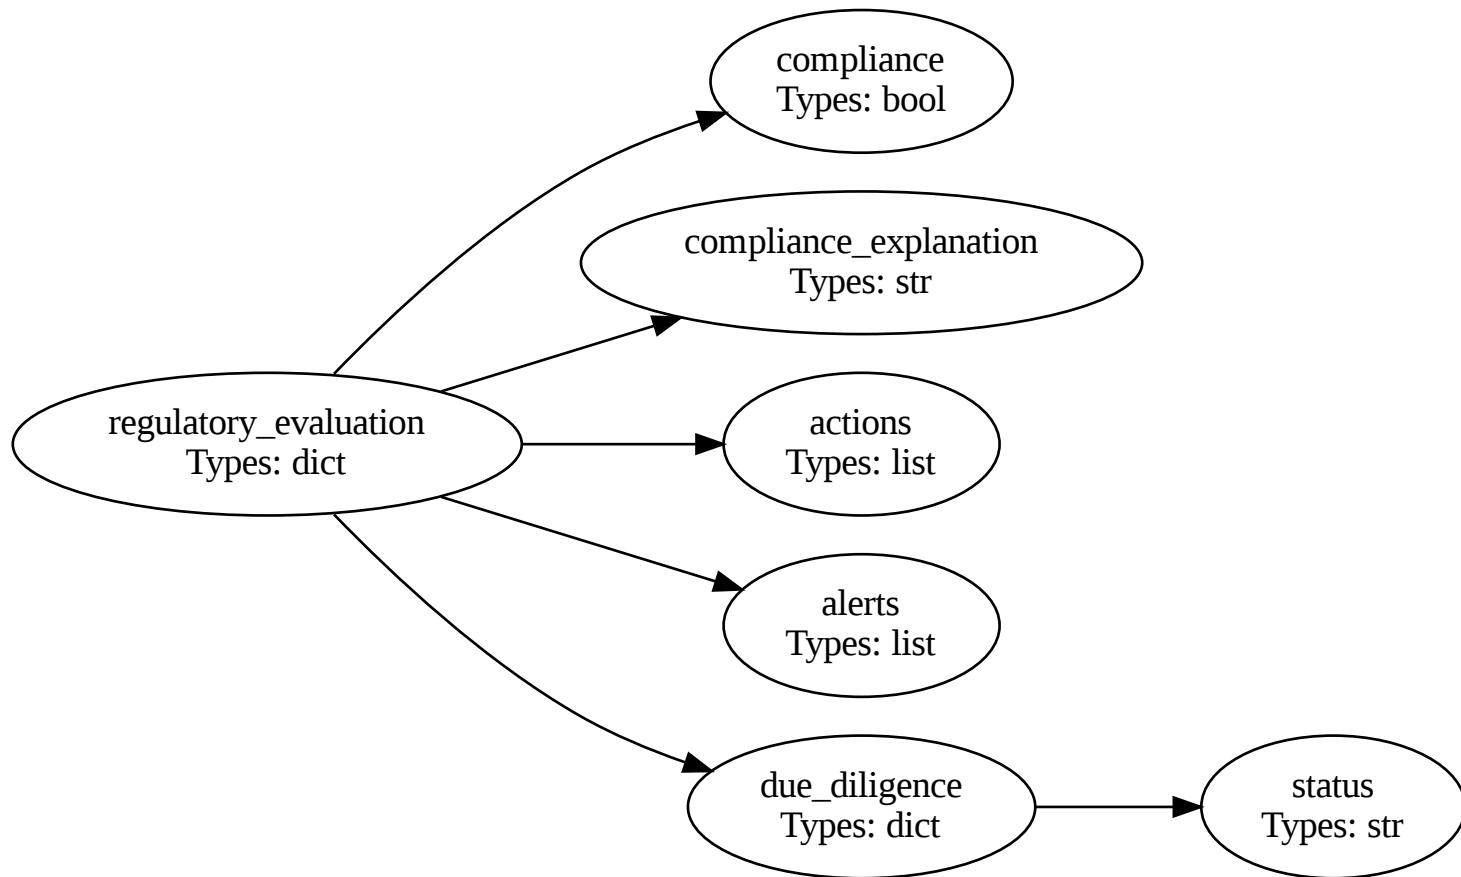 compliance
Types: bool
compliance_explanation
Types: str
regulatory_evaluation
Types: dict
actions
Types: list
alerts
Types: list
due_diligence
Types: dict
status
Types: str